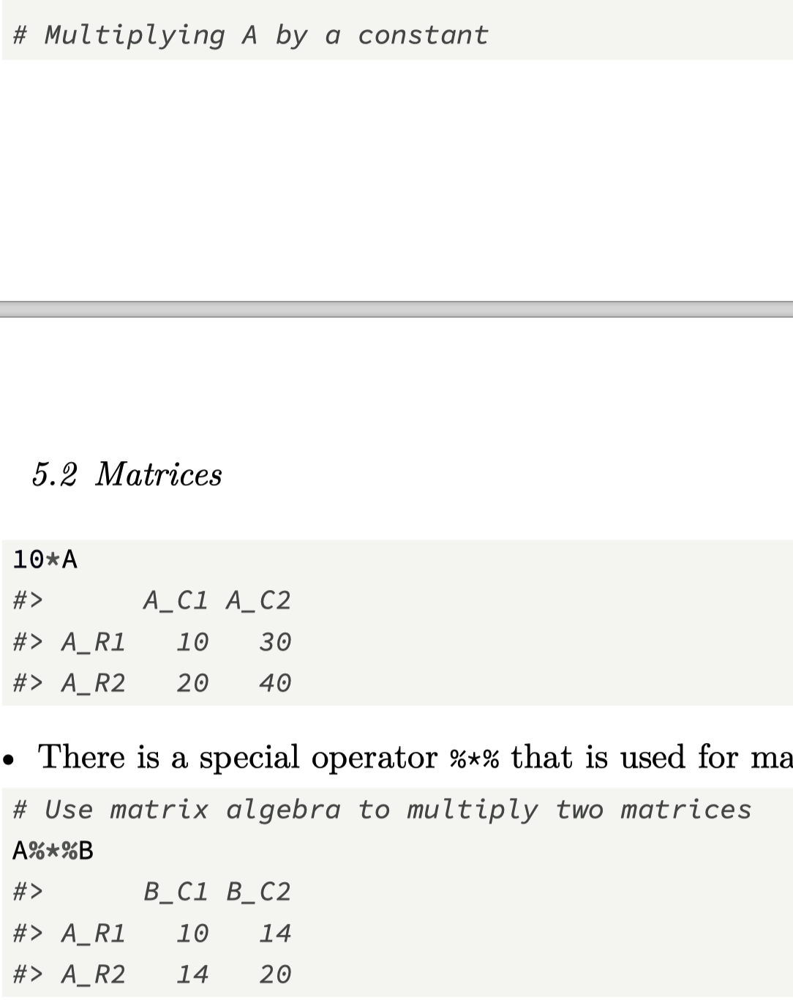 # Multiplying A by a constant
5.2 Matrices
10*A
#>      A_C1 A_C2
#> A_R1   10   30
#> A_R2   20   40
• There is a special operator %*% that is used for ma
# Use matrix algebra to multiply two matrices
A%*%B
#>      B_C1 B_C2
#> A_R1   10   14
#> A_R2   14   20